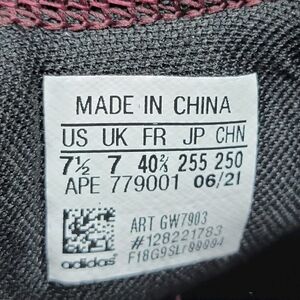 MADE IN CHINA
US UK FR JP CHN
7½ 7 40⅔ 255 250
APE 779001 06/21
ART GW7903
#128221783
adidas